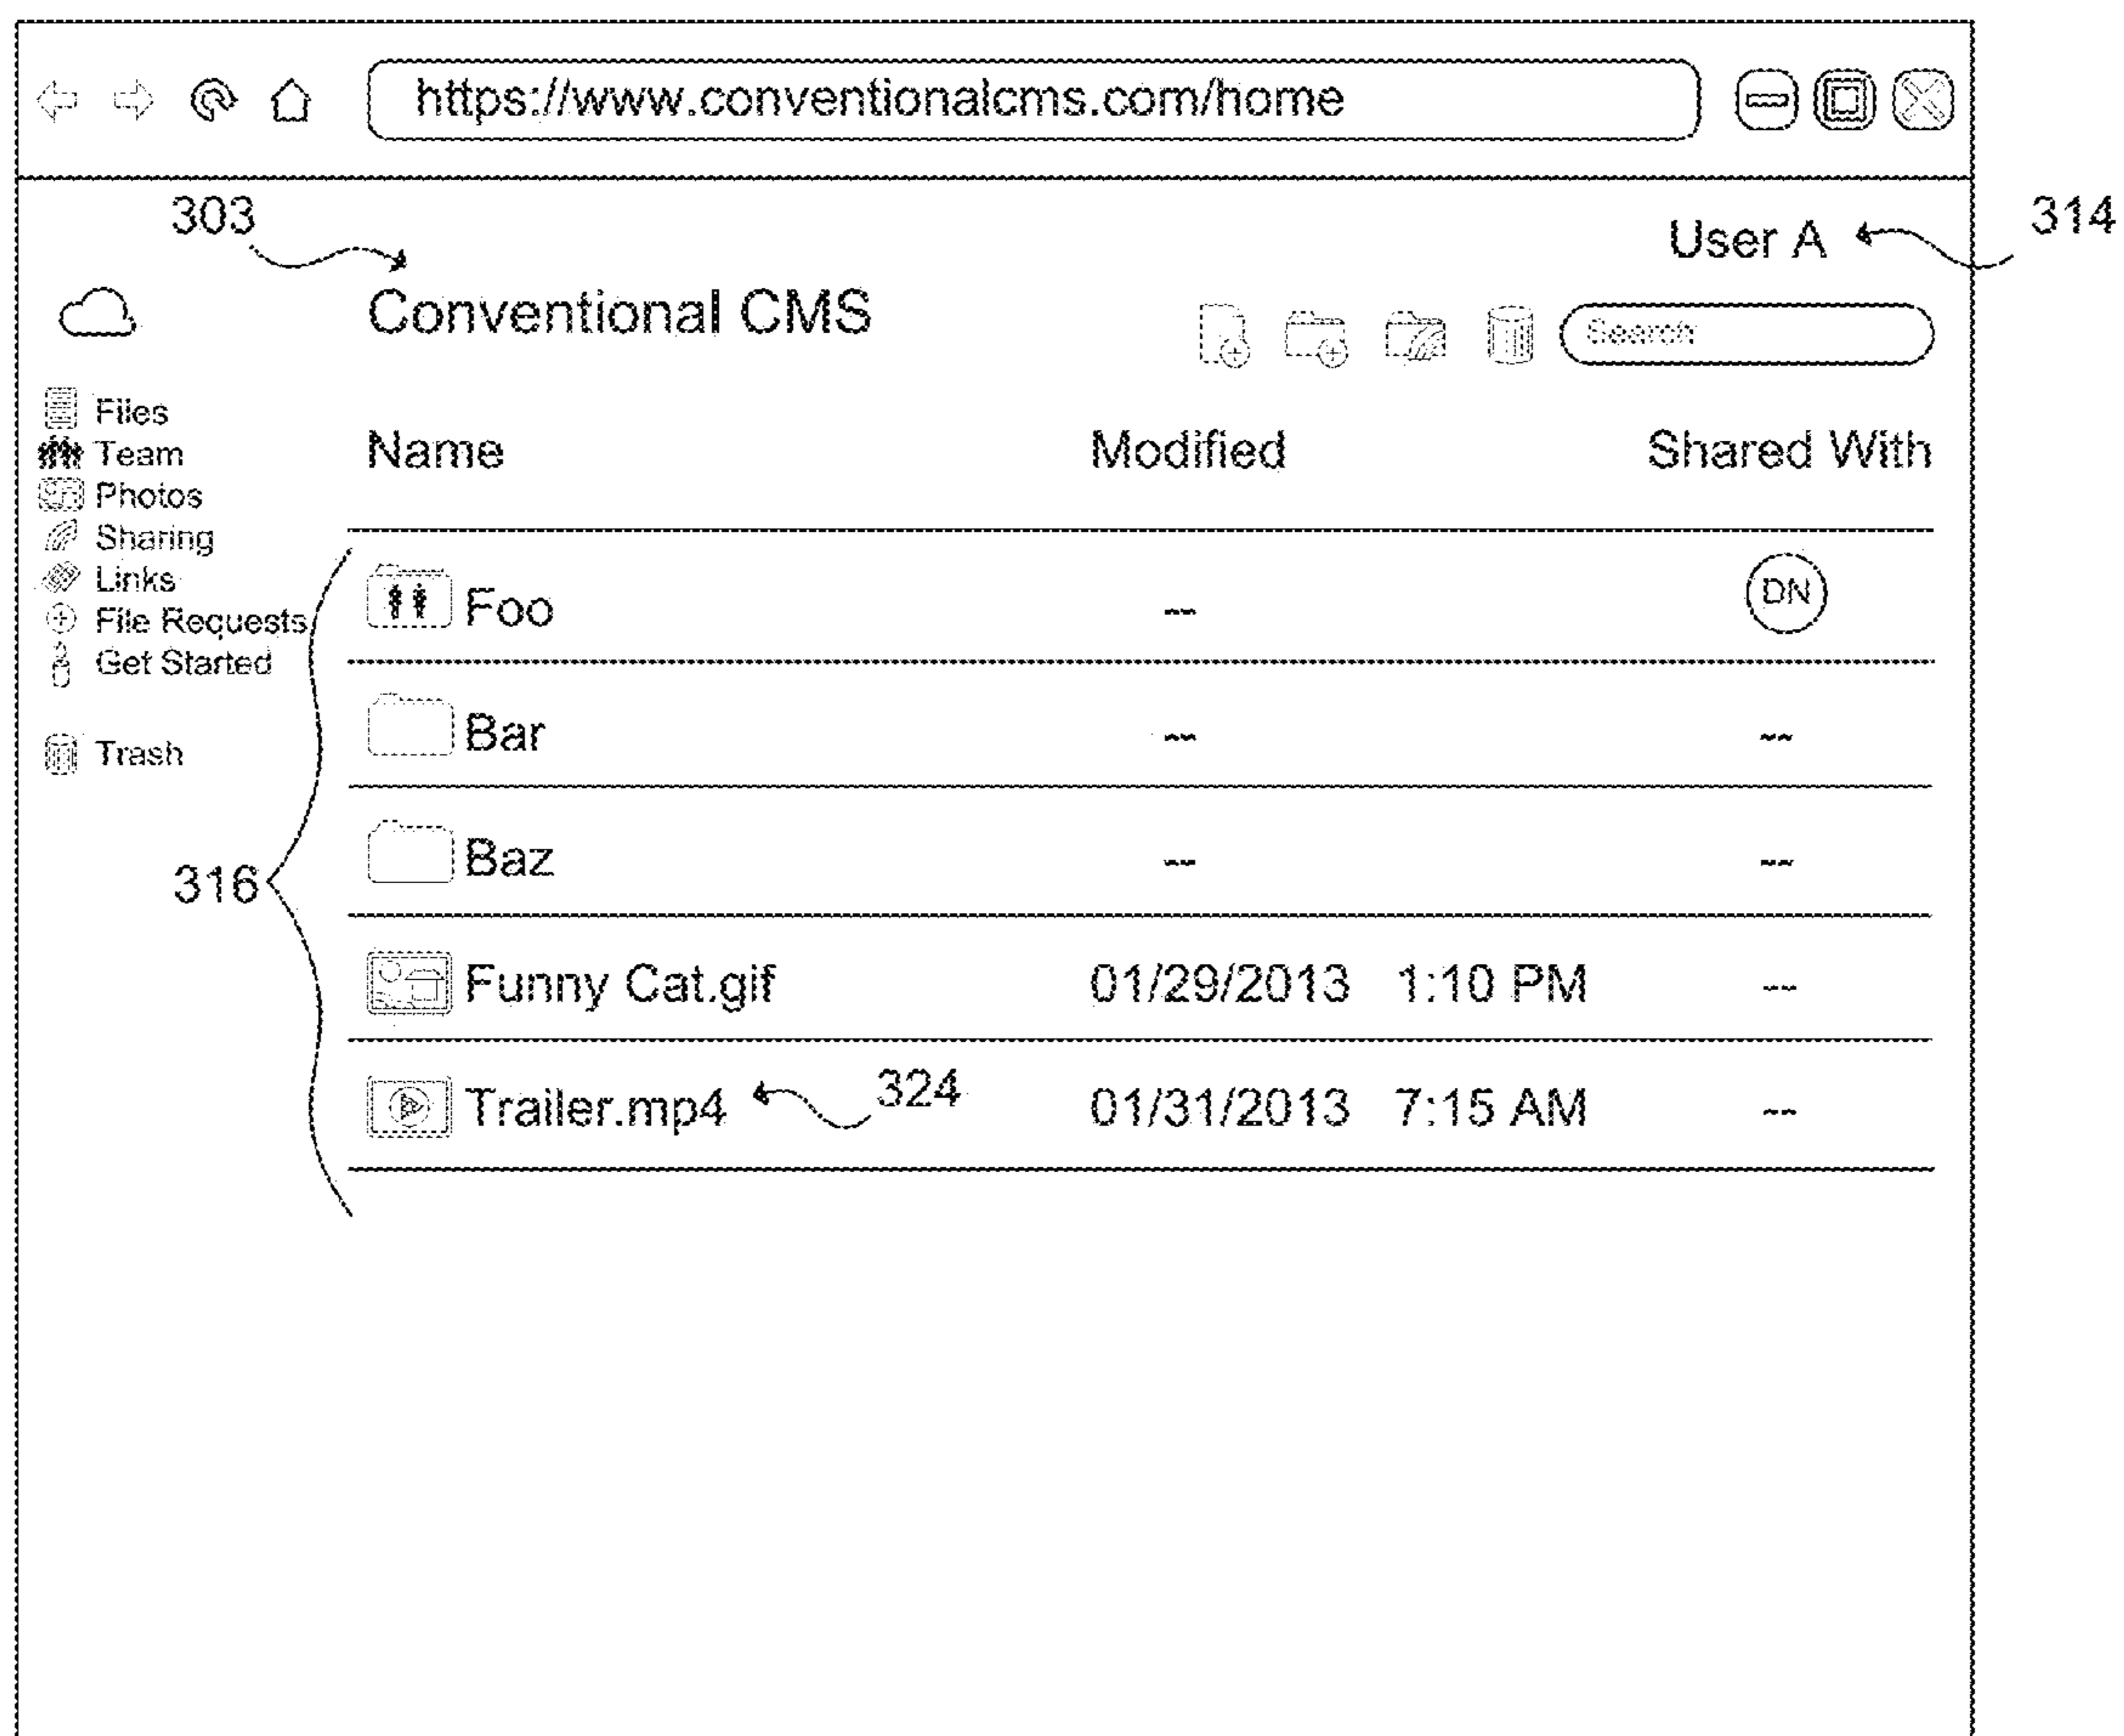 https://www.conventionalcms.com/home
303
User A
314
Conventional CMS
Search
Files
Team
Photos
Sharing
Links
File Requests
Get Started
Trash
Name Modified Shared With
Foo -- DN
Bar -- --
Baz -- --
316
Funny Cat.gif 01/29/2013 1:10 PM --
Trailer.mp4 324 01/31/2013 7:15 AM --